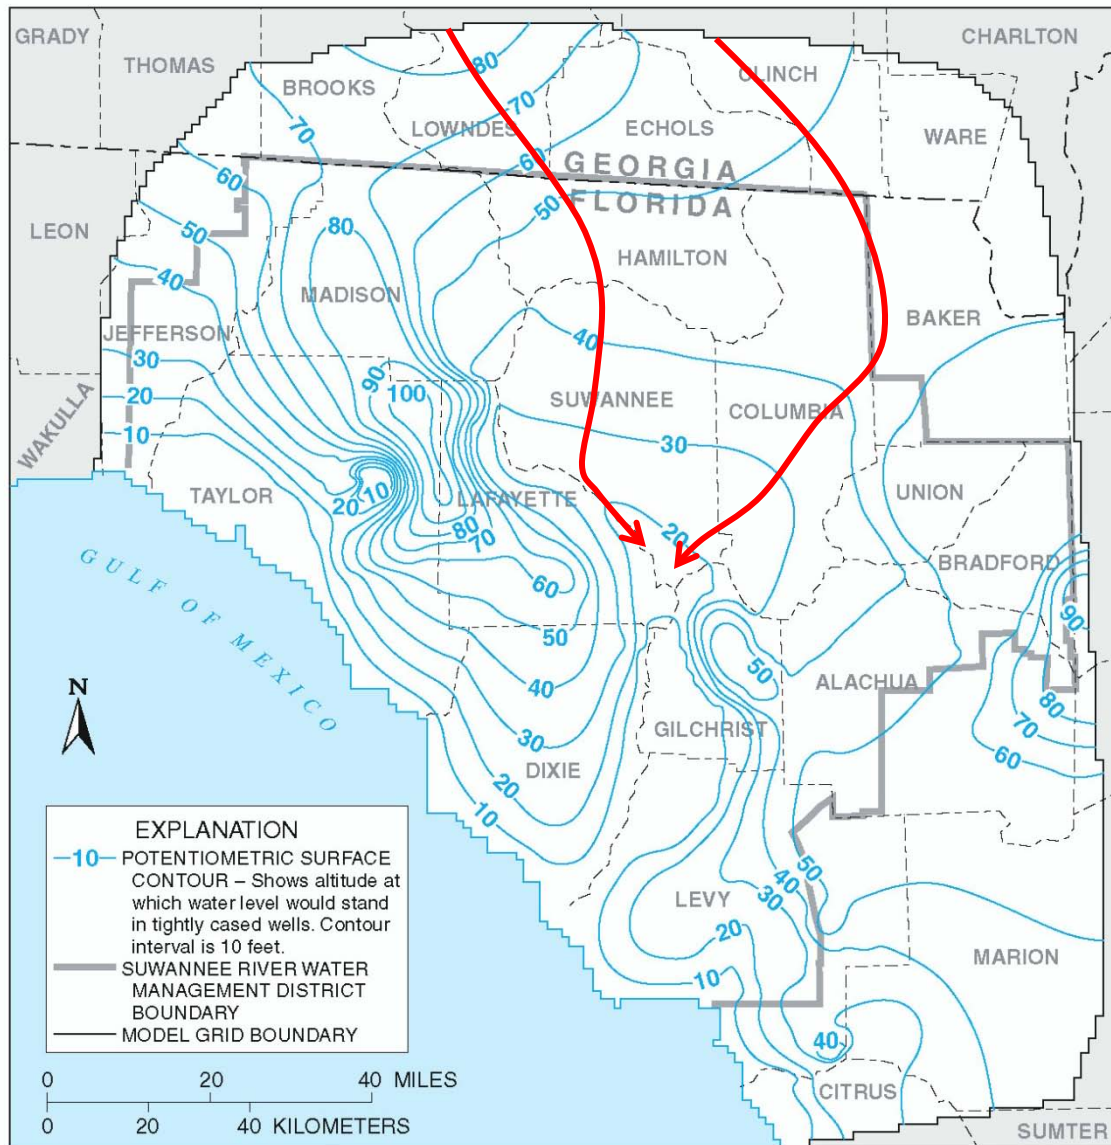 GRADY
THOMAS
BROOKS
80
CLINCH
CHARLTON
70
70
LOWNDES
ECHOLS
WARE
60
GEORGIA
60
50
FLORIDA
LEON
50
80
HAMILTON
40
MADISON
JEFFERSON
BAKER
40
30
90
100
SUWANNEE
COLUMBIA
20
WAKULLA
10
30
TAYLOR
20
10
LAFAYETTE
UNION
80
70
20
BRADFORD
60
90
GULF OF MEXICO
50
50
ALACHUA
N
40
80
GILCHRIST
70
30
DIXIE
60
20
10
EXPLANATION
10
POTENTIOMETRIC SURFACE
CONTOUR – Shows altitude at
which water level would stand
in tightly cased wells. Contour
interval is 10 feet.
SUWANNEE RIVER WATER
MANAGEMENT DISTRICT
BOUNDARY
MODEL GRID BOUNDARY
50
40
30
LEVY
20
10
MARION
40
CITRUS
SUMTER
0 20 40 MILES
0 20 40 KILOMETERS